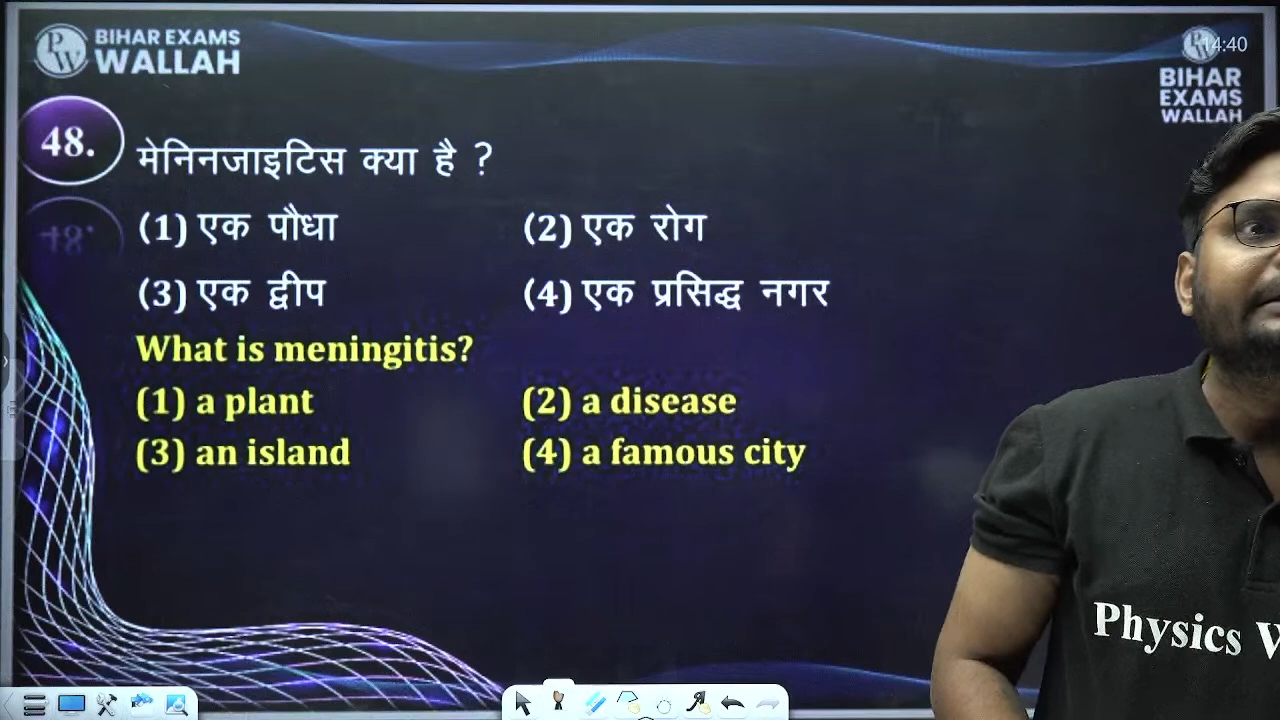 BIHAR EXAMS
WALLAH
14:40
BIHAR
EXAMS
WALLAH
48.
मेनिनजाइटिस क्या है ?
(1) एक पौधा (2) एक रोग
(3) एक द्वीप (4) एक प्रसिद्ध नगर
What is meningitis?
(1) a plant (2) a disease
(3) an island (4) a famous city
Physics W